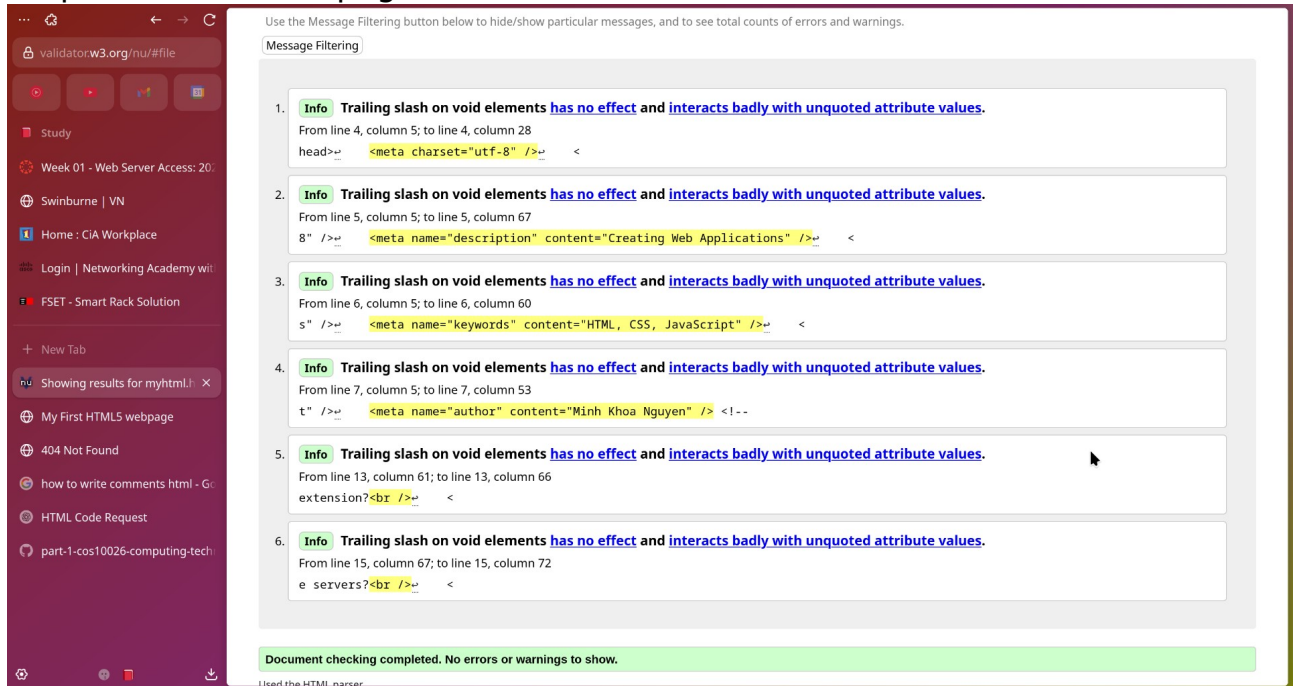 Use the Message Filtering button below to hide/show particular messages, and to see total counts of errors and warnings.
validator.w3.org/nu/#file
Message Filtering
Study
Week 01 - Web Server Access: 20
Swinburne | VN
Home : CiA Workplace
Login | Networking Academy wit
FSET - Smart Rack Solution
+ New Tab
Showing results for myhtml.h
My First HTML5 webpage
404 Not Found
how to write comments html - Go
HTML Code Request
part-1-cos10026-computing-tech
1. Info Trailing slash on void elements has no effect and interacts badly with unquoted attribute values.
From line 4, column 5; to line 4, column 28
head>↩ <meta charset="utf-8" />↩ <
2. Info Trailing slash on void elements has no effect and interacts badly with unquoted attribute values.
From line 5, column 5; to line 5, column 67
8" />↩ <meta name="description" content="Creating Web Applications" />↩ <
3. Info Trailing slash on void elements has no effect and interacts badly with unquoted attribute values.
From line 6, column 5; to line 6, column 60
s" />↩ <meta name="keywords" content="HTML, CSS, JavaScript" />↩ <
4. Info Trailing slash on void elements has no effect and interacts badly with unquoted attribute values.
From line 7, column 5; to line 7, column 53
t" />↩ <meta name="author" content="Minh Khoa Nguyen" /> <!--
5. Info Trailing slash on void elements has no effect and interacts badly with unquoted attribute values.
From line 13, column 61; to line 13, column 66
extension?<br />↩ <
6. Info Trailing slash on void elements has no effect and interacts badly with unquoted attribute values.
From line 15, column 67; to line 15, column 72
e servers?<br />↩ <
Document checking completed. No errors or warnings to show.
Used the HTML parser.